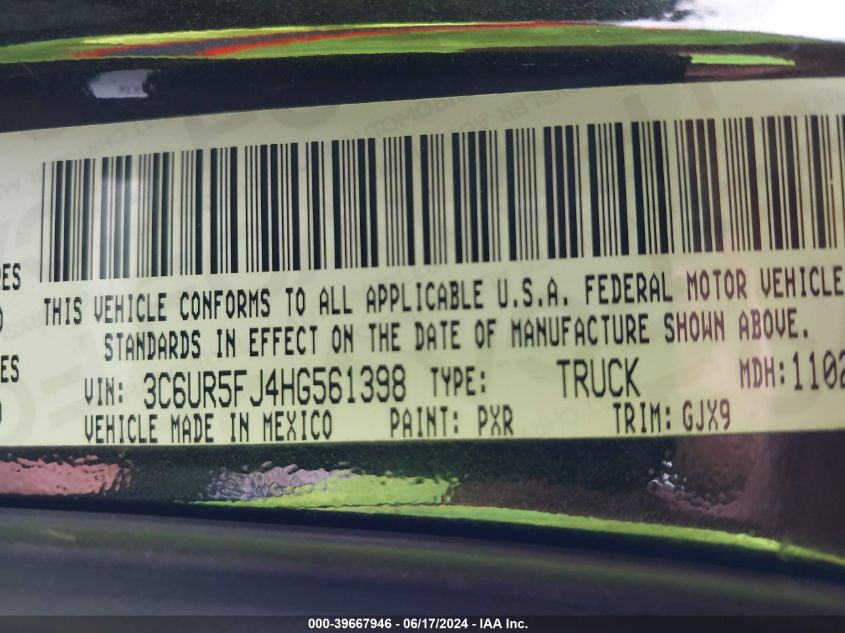 THIS VEHICLE CONFORMS TO ALL APPLICABLE U.S.A. FEDERAL MOTOR VEHICLE
STANDARDS IN EFFECT ON THE DATE OF MANUFACTURE SHOWN ABOVE.
VIN: 3C6UR5FJ4HG561398 TYPE: TRUCK MDH:1102
VEHICLE MADE IN MEXICO PAINT: PXR TRIM: GJX9
000-39667946 - 06/17/2024 - IAA Inc.